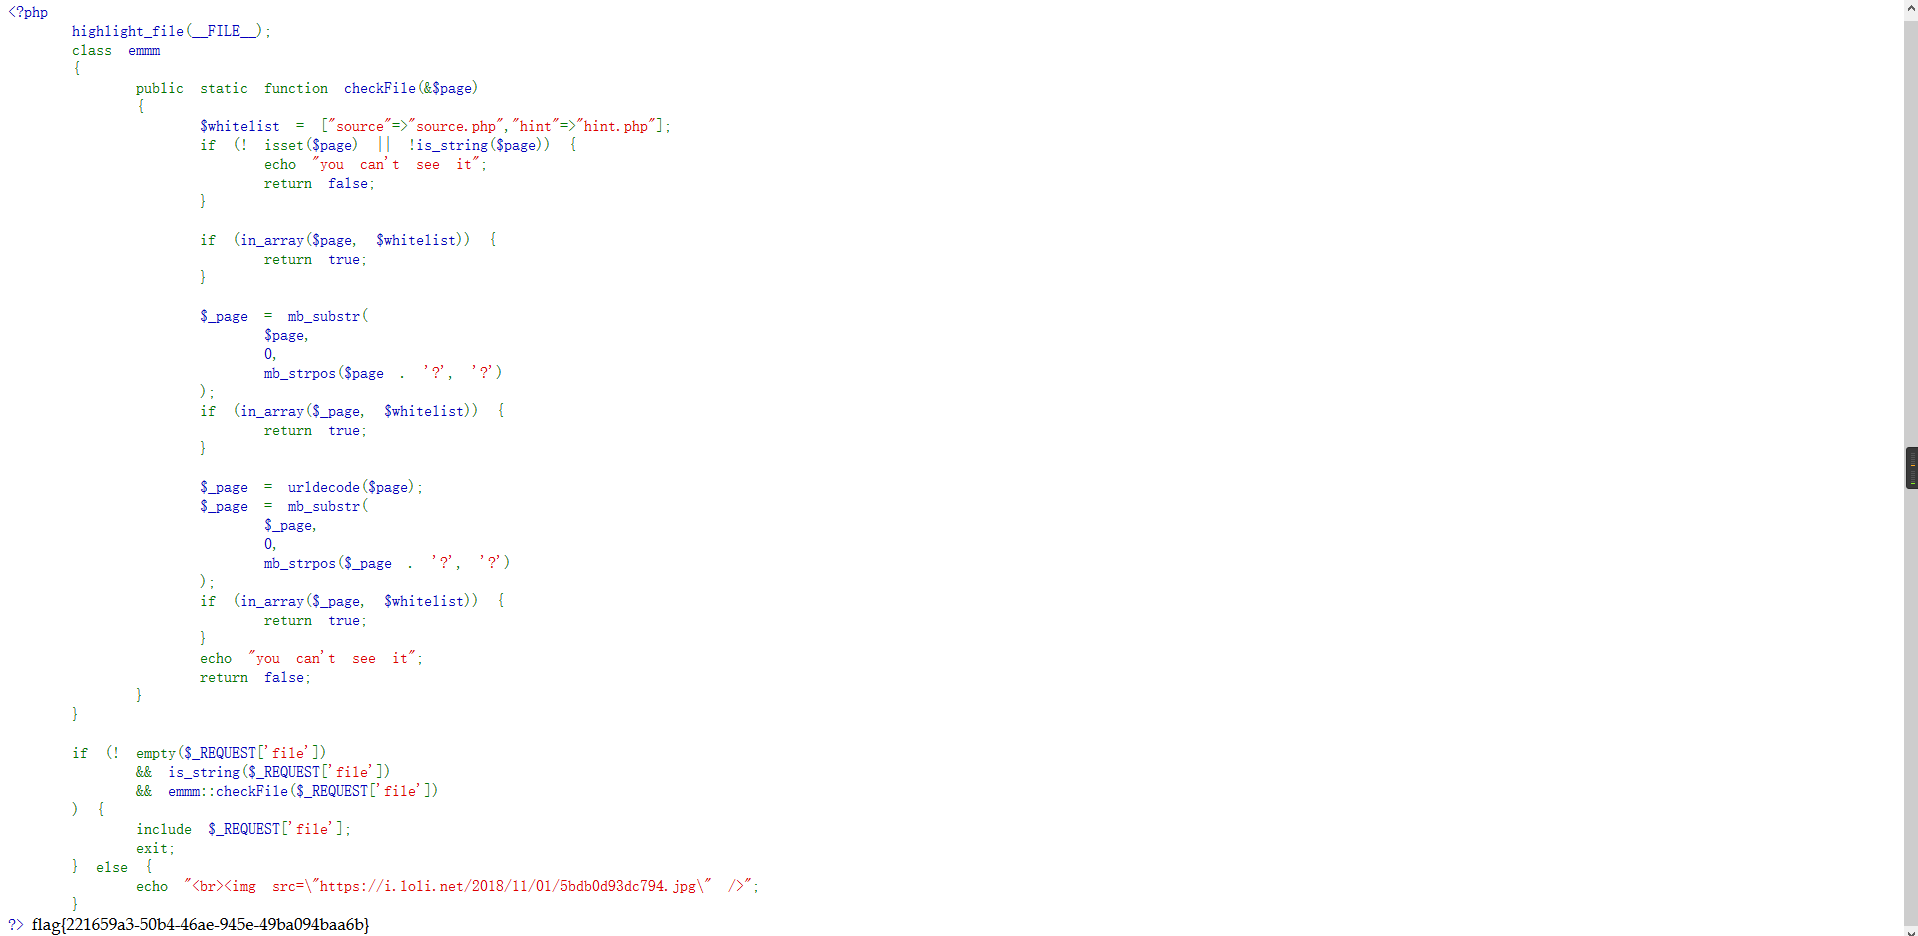 <?php
highlight_file(__FILE__);
class emmm
{
public static function checkFile(&$page)
{
$whitelist = ["source"=>"source.php","hint"=>"hint.php"];
if (! isset($page) || !is_string($page)) {
echo "you can't see it";
return false;
}
if (in_array($page, $whitelist)) {
return true;
}
$_page = mb_substr(
$page,
0,
mb_strpos($page . '?', '?')
);
if (in_array($_page, $whitelist)) {
return true;
}
$_page = urldecode($page);
$_page = mb_substr(
$_page,
0,
mb_strpos($_page . '?', '?')
);
if (in_array($_page, $whitelist)) {
return true;
}
echo "you can't see it";
return false;
}
}
if (! empty($_REQUEST['file'])
&& is_string($_REQUEST['file'])
&& emmm::checkFile($_REQUEST['file'])
) {
include $_REQUEST['file'];
exit;
} else {
echo "<br><img src=\"https://i.loli.net/2018/11/01/5bdb0d93dc794.jpg\" />";
}
?> flag{221659a3-50b4-46ae-945e-49ba094baa6b}